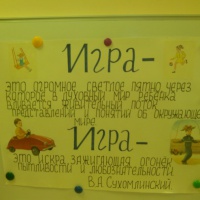 Игра-
это огромное светлое пятно, через
которое в духовный мир ребенка
вливается живительный поток
представлений и понятий об окружающем
мире.
Игра-
это искра, зажигающая огонек
пытливости и любознательности.
В.А Сухомлинский.